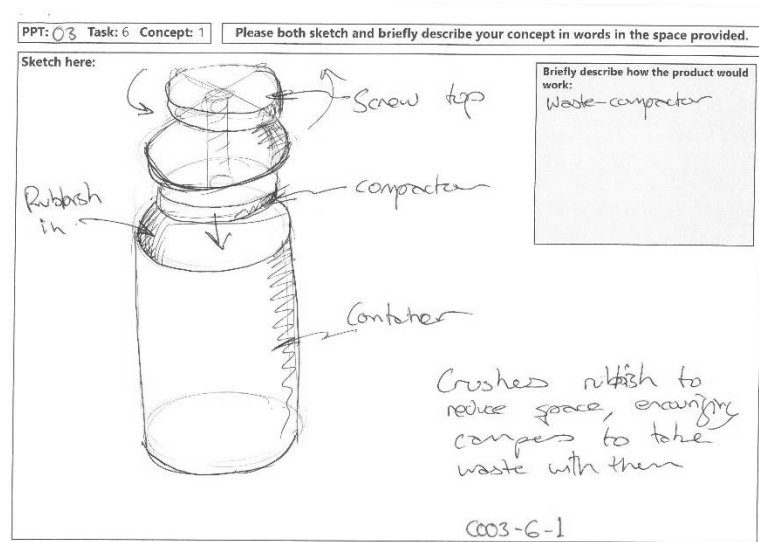 PPT: 03 Task: 6 Concept: 1
Please both sketch and briefly describe your concept in words in the space provided.
Sketch here:
Screw top
compactor
Rubbish
in
Container
Briefly describe how the product would
work:
Waste-compactor
Crushes rubbish to
reduce space, encouraging
campers to take
waste with them
C003-6-1